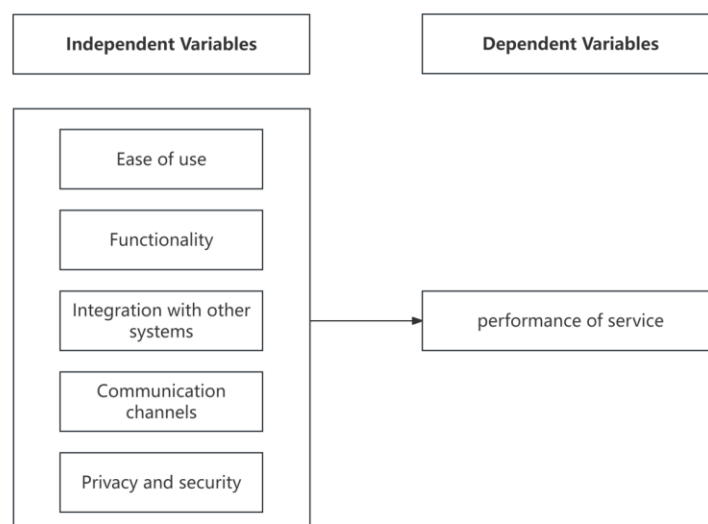 Independent Variables
Dependent Variables
Ease of use
Functionality
Integration with other
systems
Communication
channels
Privacy and security
performance of service